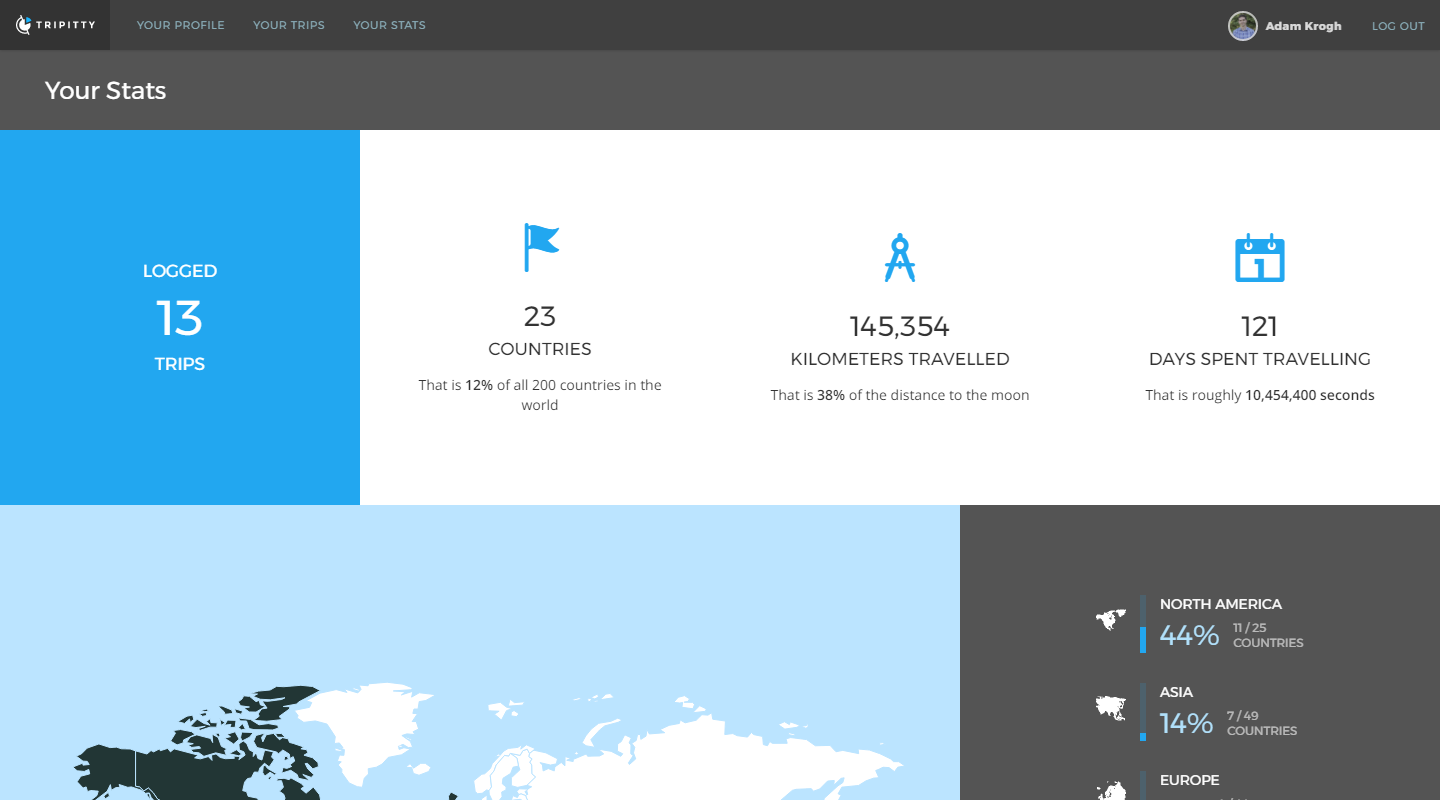 TRIPITTY
YOUR PROFILE
YOUR TRIPS
YOUR STATS
Adam Krogh
LOG OUT
Your Stats
LOGGED
13
TRIPS
23
COUNTRIES
That is 12% of all 200 countries in the
world
145,354
KILOMETERS TRAVELLED
That is 38% of the distance to the moon
1
121
DAYS SPENT TRAVELLING
That is roughly 10,454,400 seconds
NORTH AMERICA
44%
11 / 25
COUNTRIES
ASIA
14%
7 / 49
COUNTRIES
EUROPE